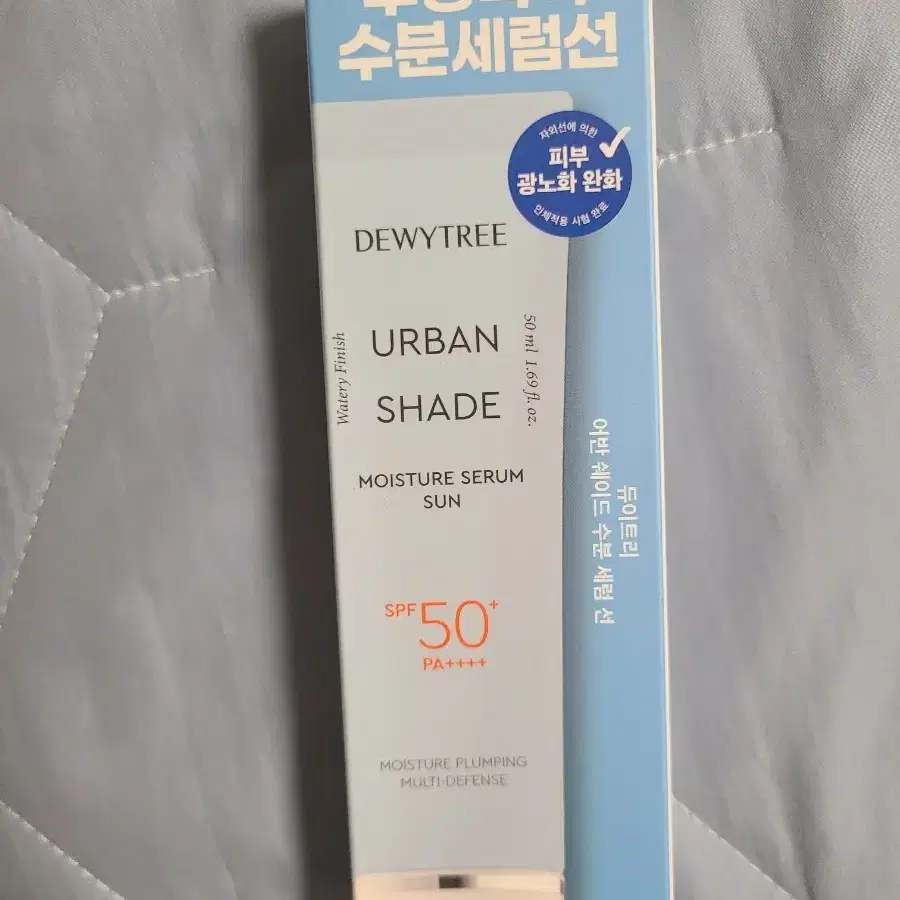 수분세럼선
자외선에 의한
피부
광노화 완화
인체적용 시험 완료
DEWYTREE
URBAN
SHADE
Watery Finish
50 ml 1.69 fl. oz.
MOISTURE SERUM
SUN
SPF 50+
PA++++
MOISTURE PLUMPING
MULTI-DEFENSE
듀이트리
어반 쉐이드 수분 세럼 선